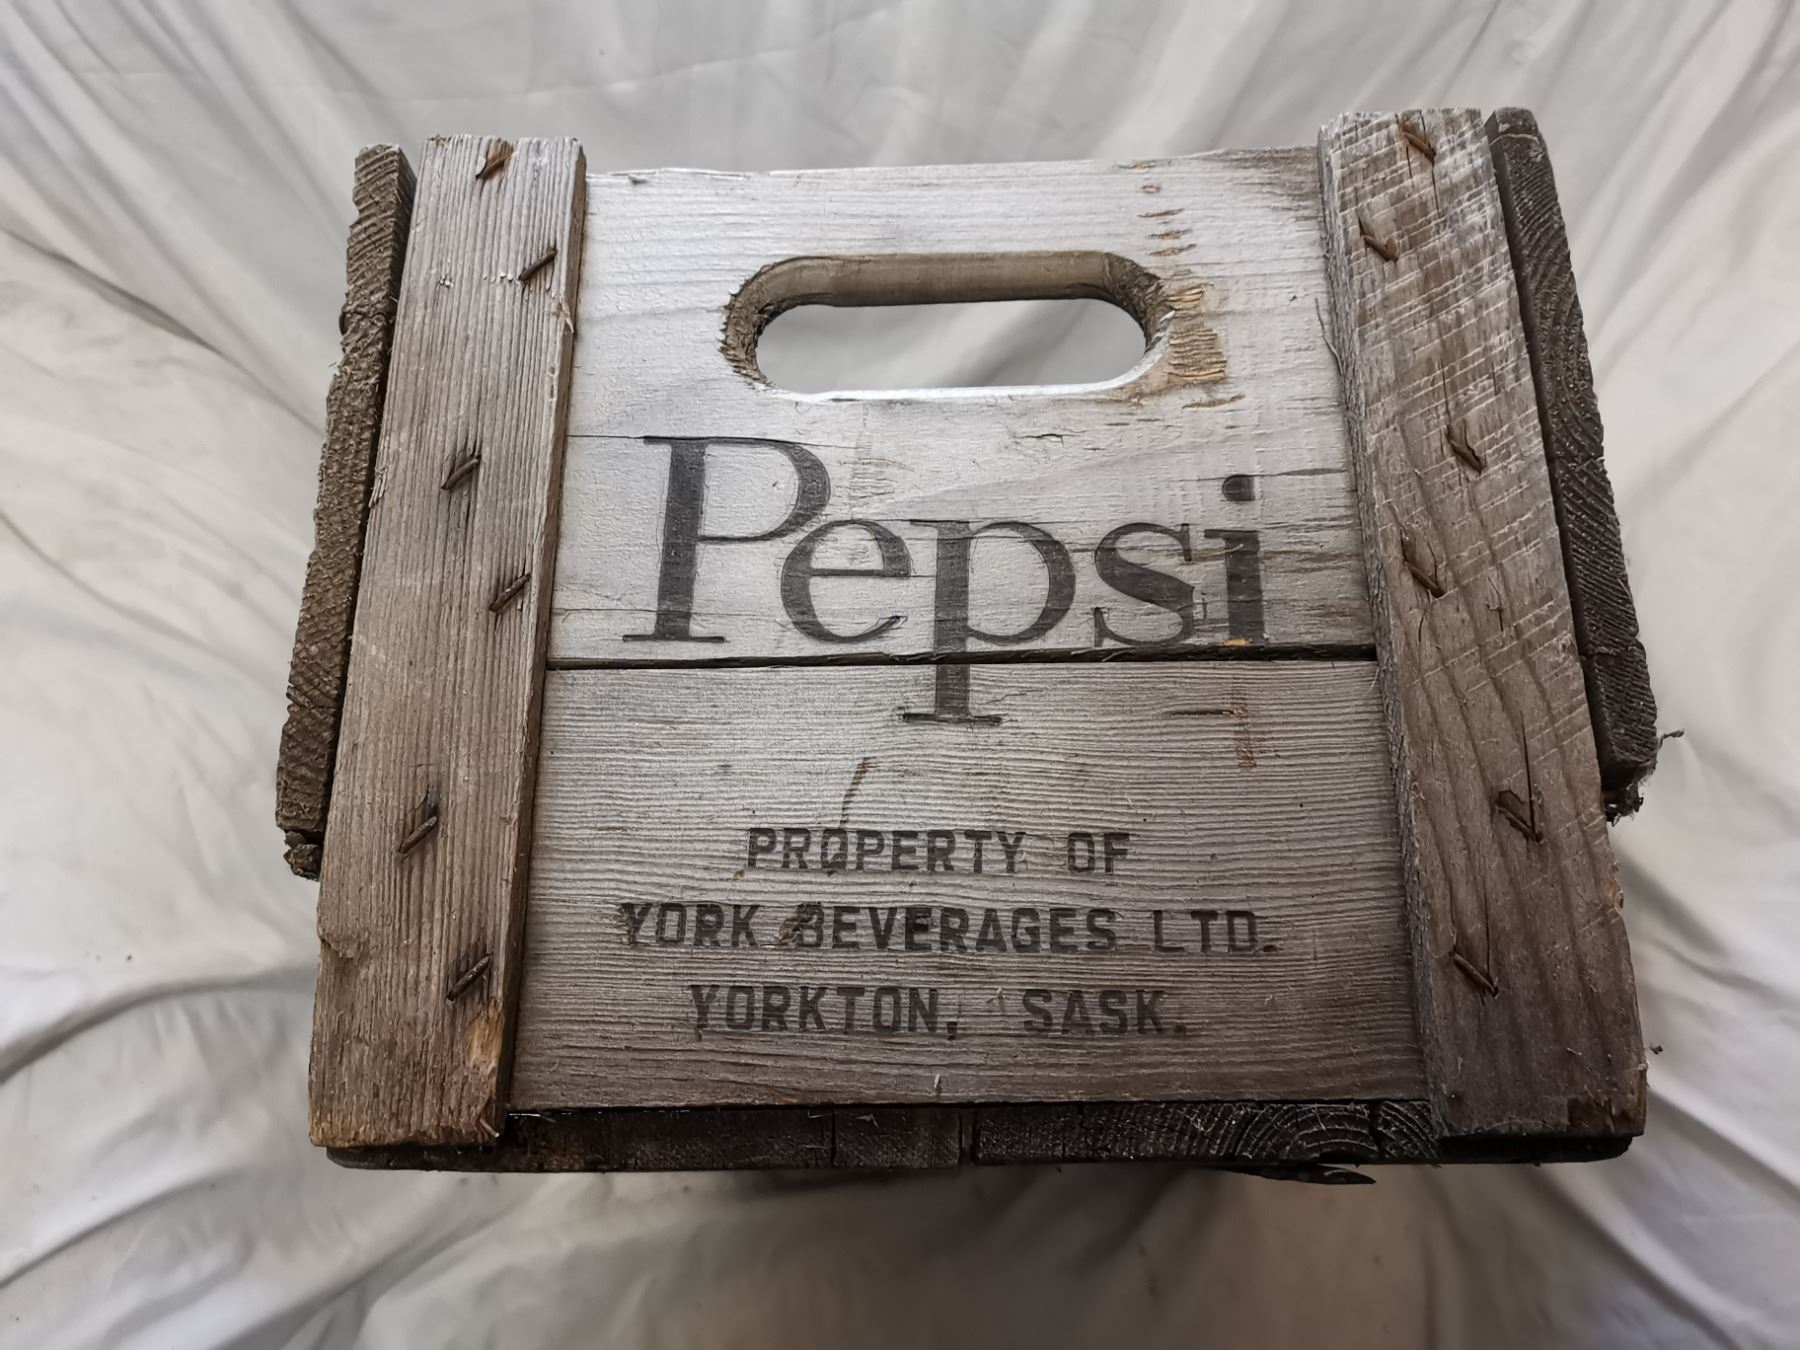 Pepsi
PROPERTY OF
YORK BEVERAGES LTD.
YORKTON, SASK.